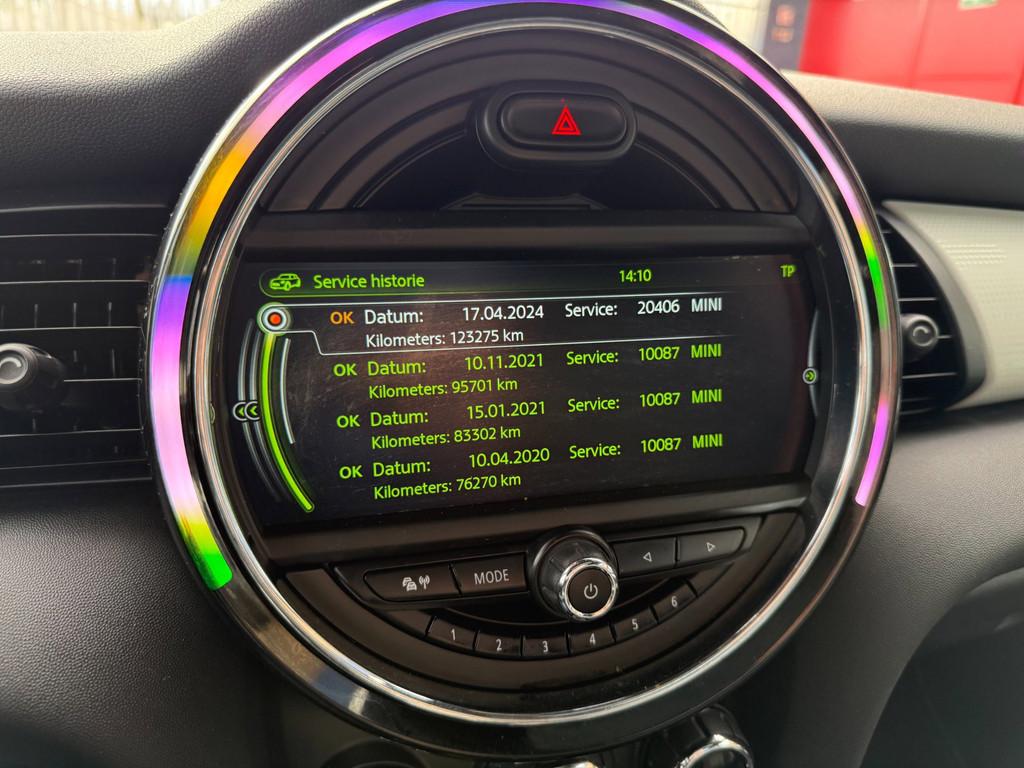 Service historie 14:10 TP
OK Datum: 17.04.2024 Service: 20406 MINI
Kilometers: 123275 km
OK Datum: 10.11.2021 Service: 10087 MINI
Kilometers: 95701 km
OK Datum: 15.01.2021 Service: 10087 MINI
Kilometers: 83302 km
OK Datum: 10.04.2020 Service: 10087 MINI
Kilometers: 76270 km
MODE
1 2 3 4 5 6